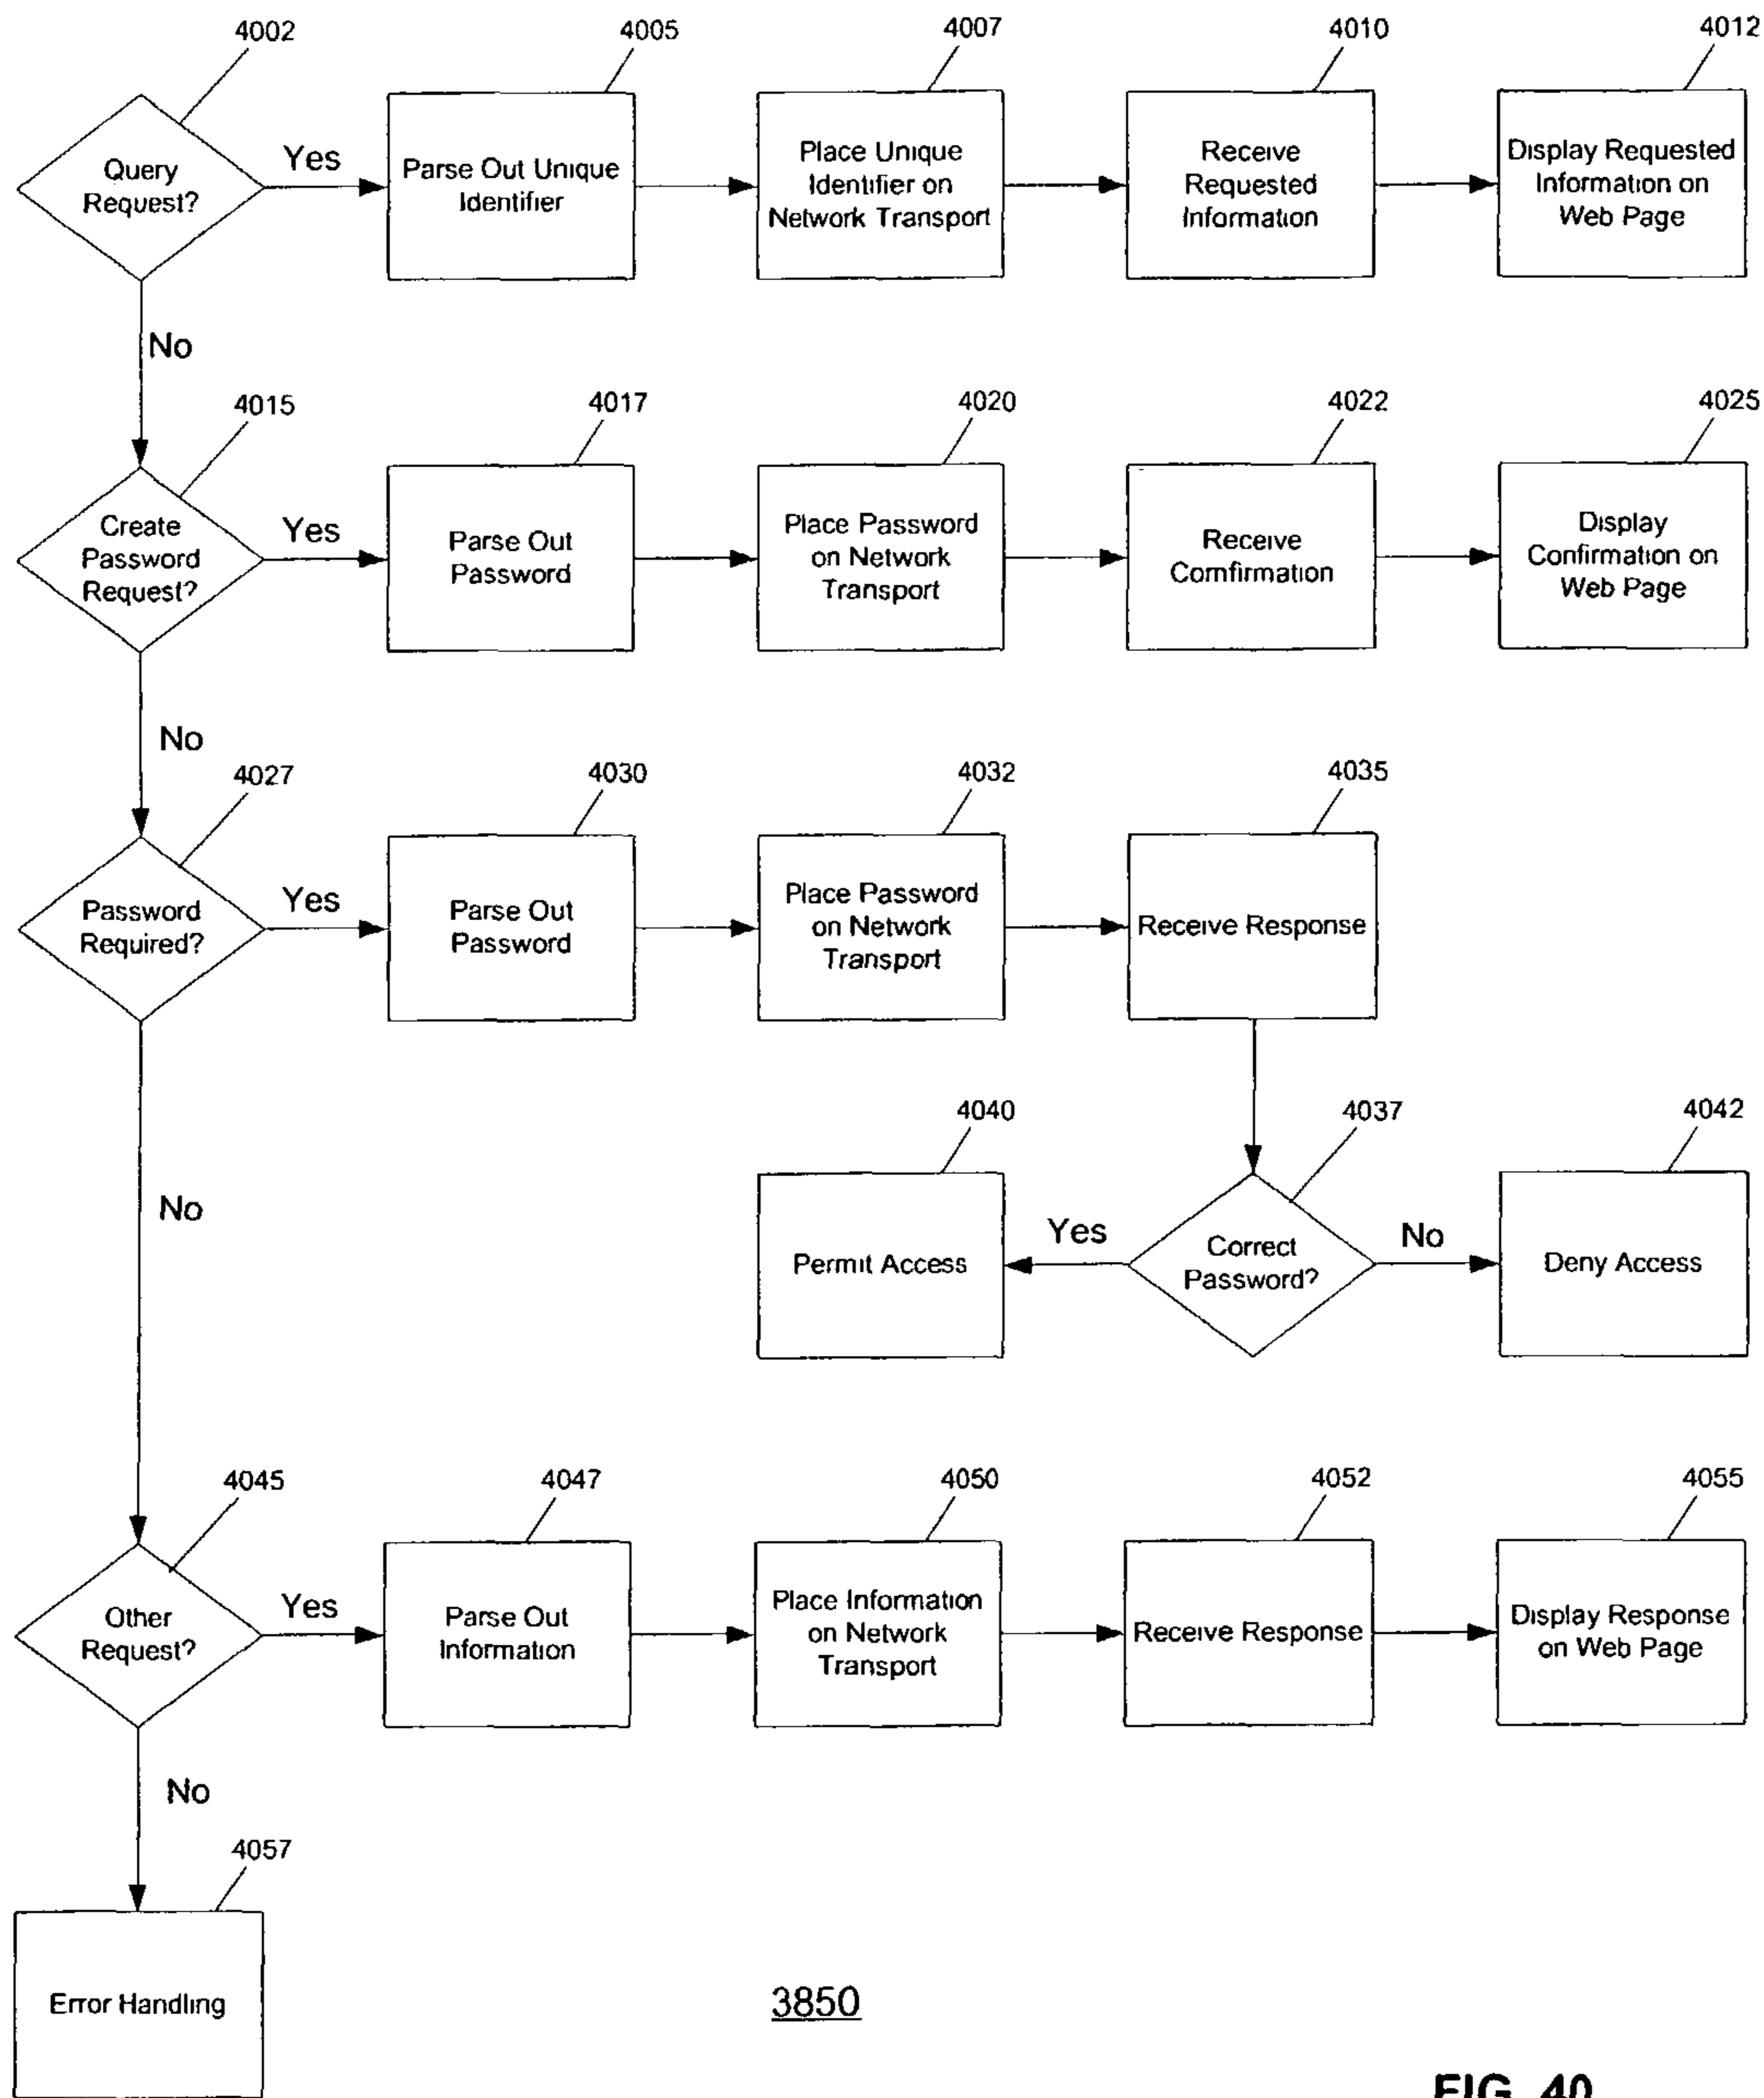 4002
4005
4007
4010
4012
Query
Request?
Yes
Parse Out Unique
Identifier
Place Unique
Identifier on
Network Transport
Receive
Requested
Information
Display Requested
Information on
Web Page
No
4015
4017
4020
4022
4025
Create
Password
Request?
Yes
Parse Out
Password
Place Password
on Network
Transport
Receive
Comfirmation
Display
Confirmation on
Web Page
No
4027
4030
4032
4035
Password
Required?
Yes
Parse Out
Password
Place Password
on Network
Transport
Receive Response
No
4040
4037
4042
Permit Access
Yes
Correct
Password?
No
Deny Access
4045
4047
4050
4052
4055
Other
Request?
Yes
Parse Out
Information
Place Information
on Network
Transport
Receive Response
Display Response
on Web Page
No
4057
Error Handling
3850
FIG. 40